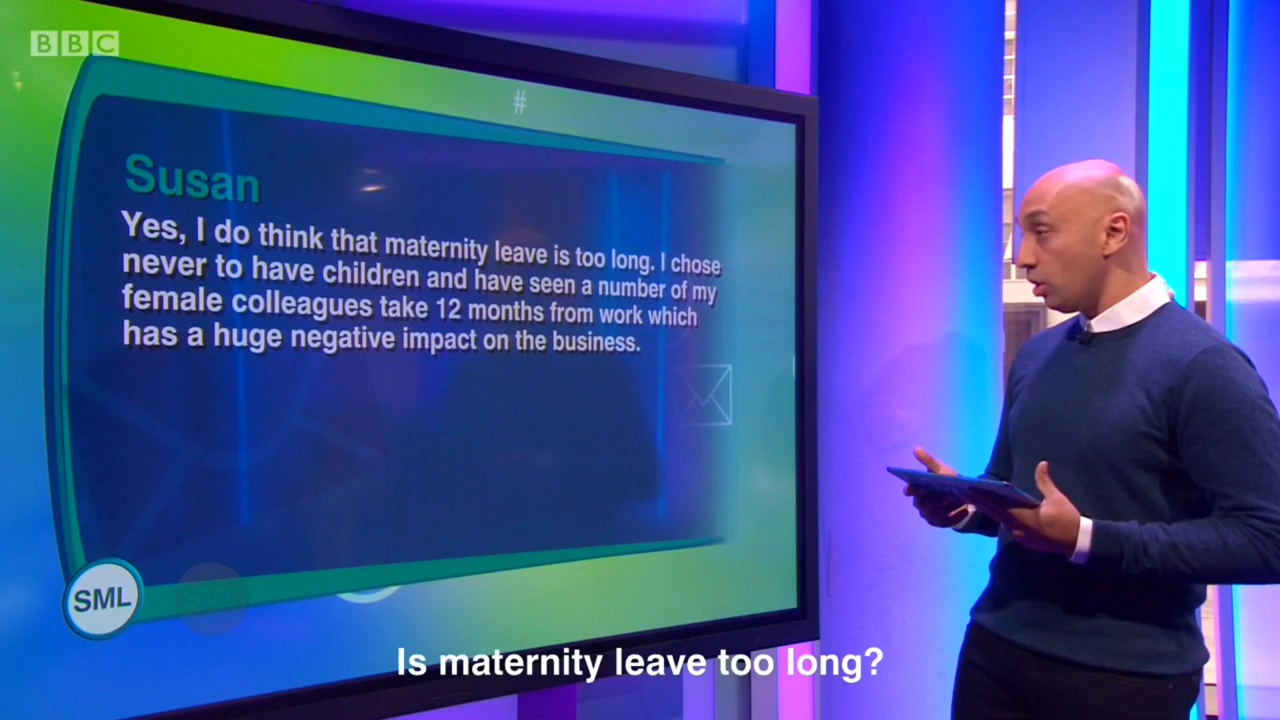 BBC
#
Susan
Yes, I do think that maternity leave is too long. I chose
never to have children and have seen a number of my
female colleagues take 12 months from work which
has a huge negative impact on the business.
SML
SML
Is maternity leave too long?